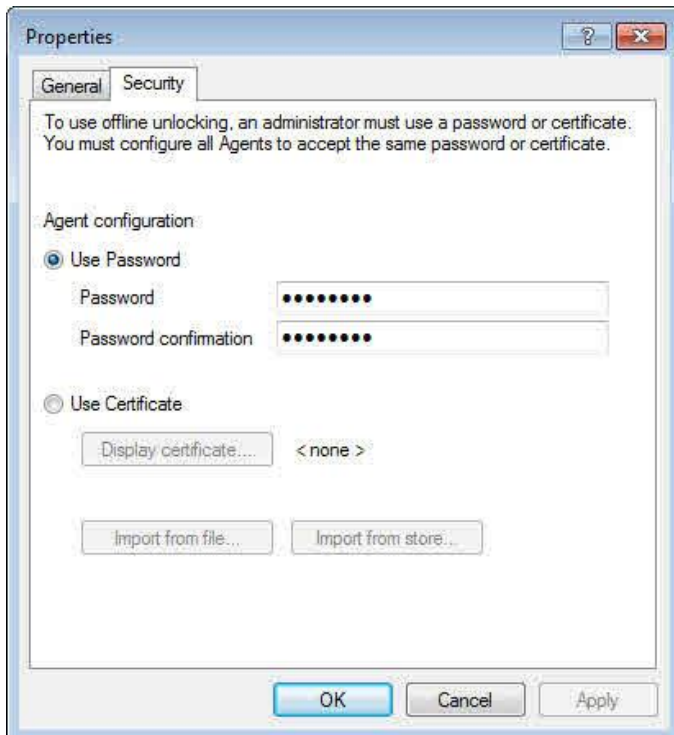 Properties
General Security
To use offline unlocking, an administrator must use a password or certificate.
You must configure all Agents to accept the same password or certificate.
Agent configuration
Use Password
Password ••••••••
Password confirmation ••••••••
Use Certificate
Display certificate.... < none >
Import from file... Import from store...
OK Cancel Apply